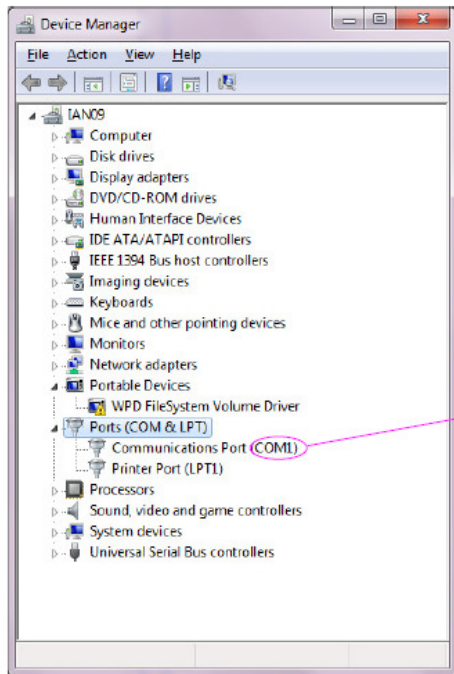 Device Manager
File Action View Help
IAN09
Computer
Disk drives
Display adapters
DVD/CD-ROM drives
Human Interface Devices
IDE ATA/ATAPI controllers
IEEE 1394 Bus host controllers
Imaging devices
Keyboards
Mice and other pointing devices
Monitors
Network adapters
Portable Devices
WPD FileSystem Volume Driver
Ports (COM & LPT)
Communications Port (COM1)
Printer Port (LPT1)
Processors
Sound, video and game controllers
System devices
Universal Serial Bus controllers